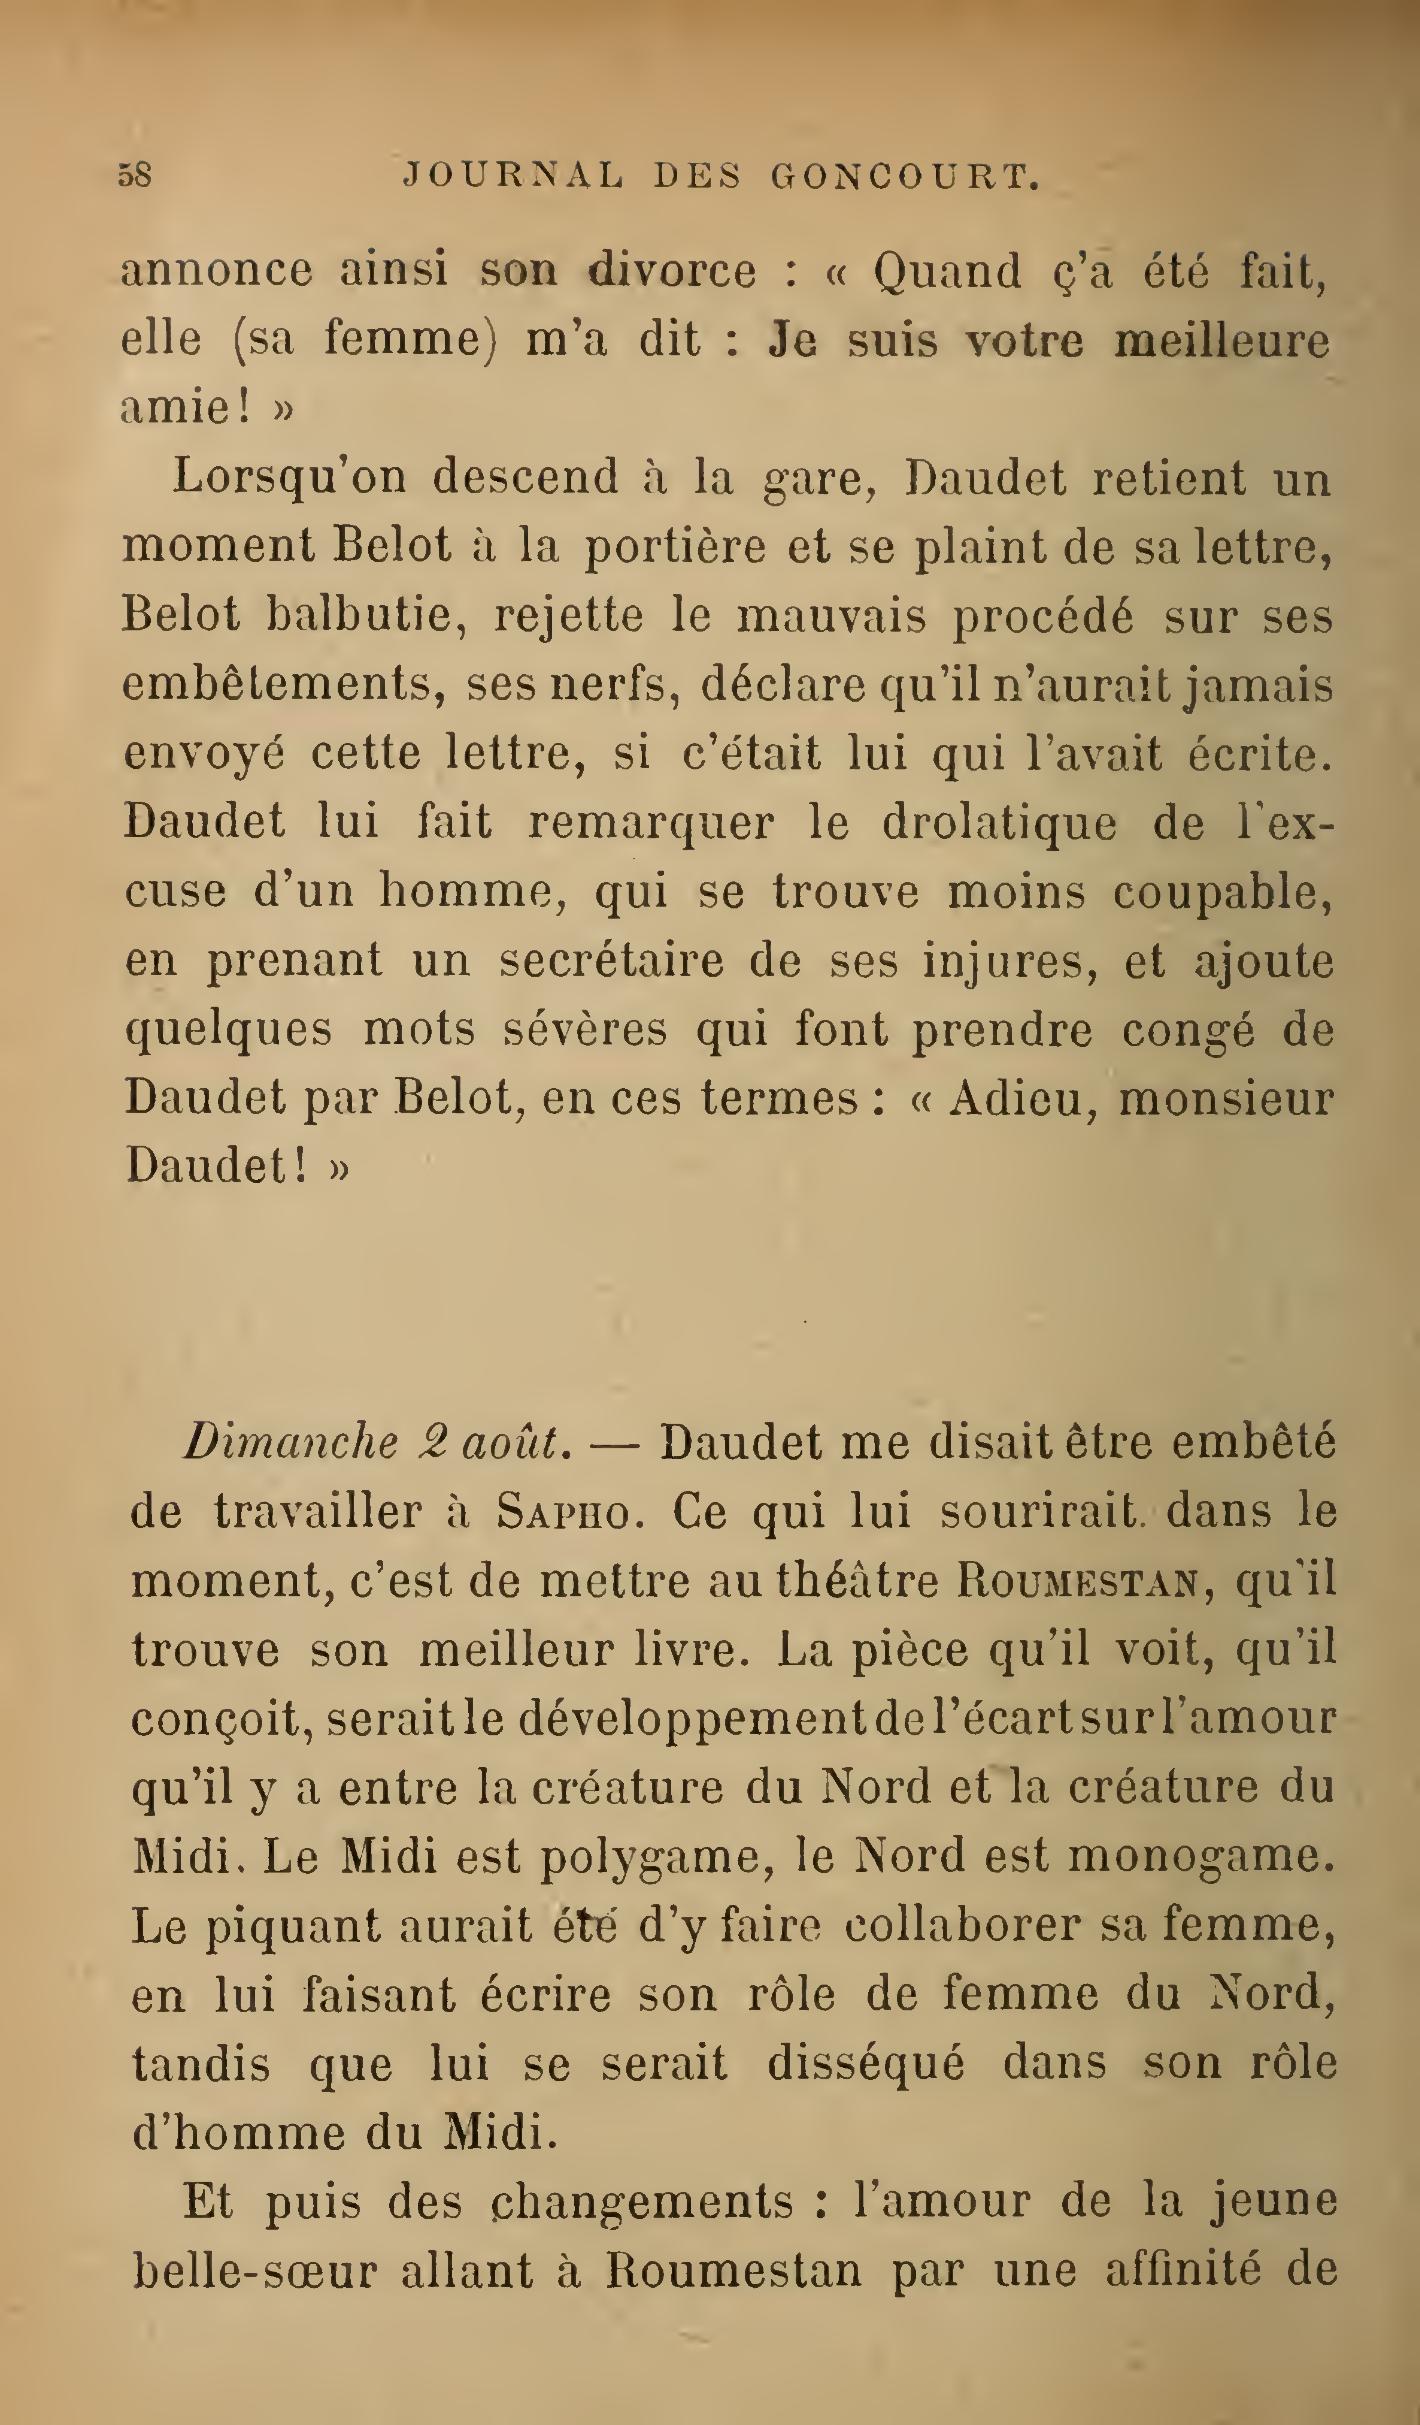 58 JOURNAL DES GONCOURT.
annonce ainsi son divorce : « Quand ç'a été fait,
elle (sa femme) m'a dit : Je suis votre meilleure
amie! »
Lorsqu'on descend à la gare, Daudet retient un
moment Belot à la portière et se plaint de sa lettre,
Belot balbutie, rejette le mauvais procédé sur ses
embêtements, ses nerfs, déclare qu'il n'aurait jamais
envoyé cette lettre, si c'était lui qui l'avait écrite.
Daudet lui fait remarquer le drolatique de l'ex-
cuse d'un homme, qui se trouve moins coupable,
en prenant un secrétaire de ses injures, et ajoute
quelques mots sévères qui font prendre congé de
Daudet par Belot, en ces termes : « Adieu, monsieur
Daudet! »
Dimanche 2 août. — Daudet me disait être embêté
de travailler à SAPHO. Ce qui lui sourirait. dans le
moment, c'est de mettre au théâtre ROUMESTAN, qu'il
trouve son meilleur livre. La pièce qu'il voit, qu'il
conçoit, serait le développement de l'écart sur l'amour
qu'il y a entre la créature du Nord et la créature du
Midi. Le Midi est polygame, le Nord est monogame.
Le piquant aurait été d'y faire collaborer sa femme,
en lui faisant écrire son rôle de femme du Nord,
tandis que lui se serait disséqué dans son rôle
d'homme du Midi.
Et puis des changements : l'amour de la jeune
belle-sœur allant à Roumestan par une affinité de